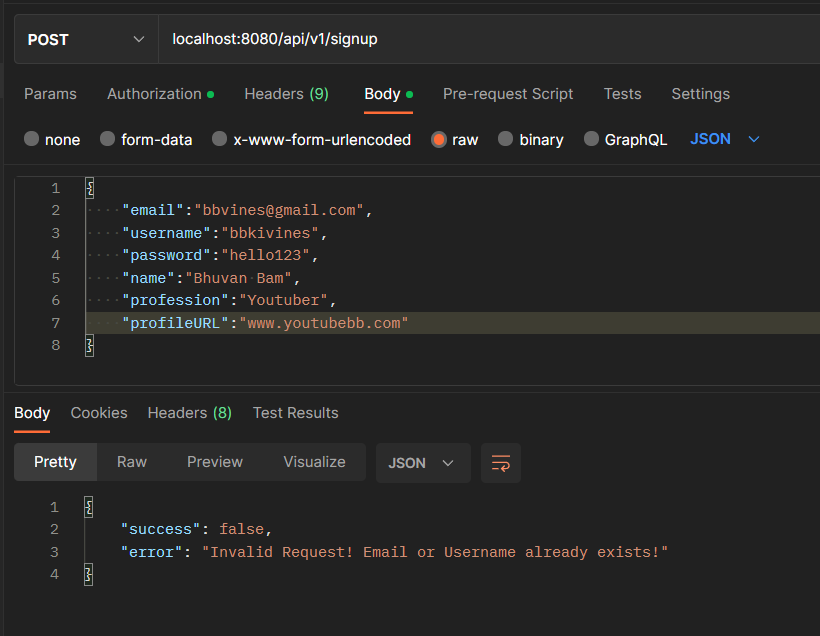 POST localhost:8080/api/v1/signup
Params Authorization Headers (9) Body Pre-request Script Tests Settings
none form-data x-www-form-urlencoded raw binary GraphQL JSON
1 {
2 "email":"bbvines@gmail.com",
3 "username":"bbkivines",
4 "password":"hello123",
5 "name":"Bhuvan Bam",
6 "profession":"Youtuber",
7 "profileURL":"www.youtubebb.com"
8 }
Body Cookies Headers (8) Test Results
Pretty Raw Preview Visualize JSON
1 {
2 "success": false,
3 "error": "Invalid Request! Email or Username already exists!"
4 }